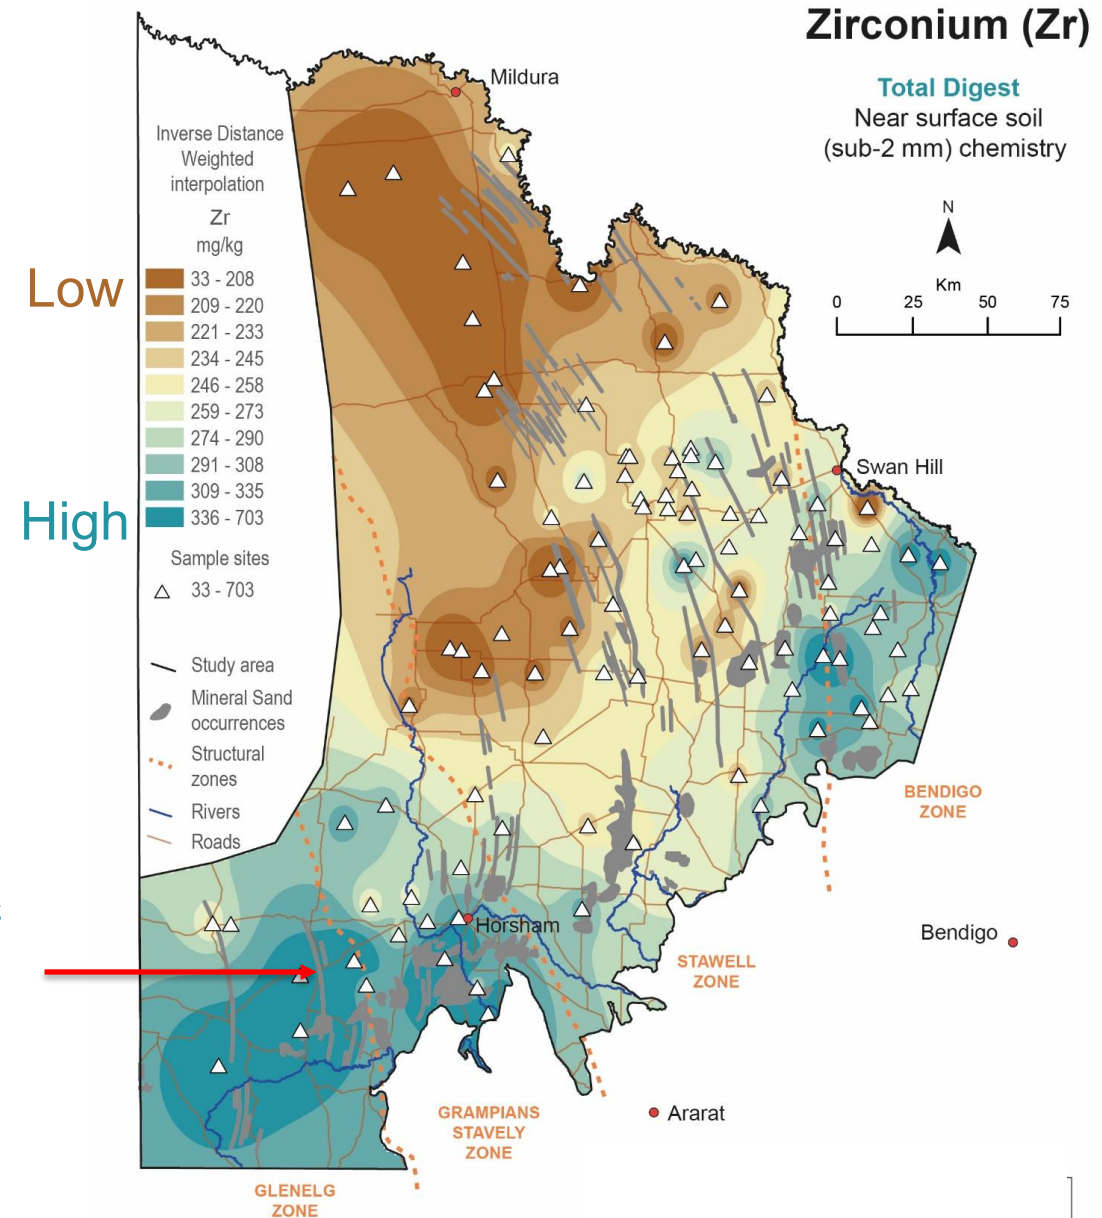 Zirconium (Zr)
Total Digest
Near surface soil
(sub-2 mm) chemistry
N
Km
0 25 50 75
Mildura
Inverse Distance
Weighted
interpolation
Zr
mg/kg
Low
33 - 208
209 - 220
221 - 233
234 - 245
246 - 258
259 - 273
274 - 290
291 - 308
309 - 335
High
336 - 703
Sample sites
33 - 703
Study area
Mineral Sand
occurrences
Structural
zones
Rivers
Roads
Swan Hill
BENDIGO
ZONE
Horsham
Bendigo
STAWELL
ZONE
GRAMPIANS
STAVELY
ZONE
Ararat
GLENELG
ZONE